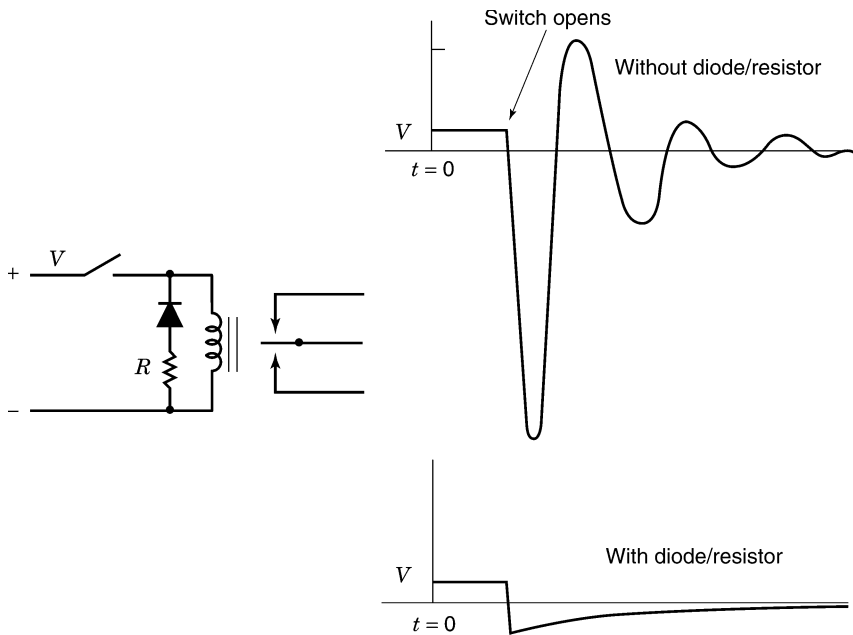 Switch opens
Without diode/resistor
V
t = 0
+ V
R
–
With diode/resistor
V
t = 0